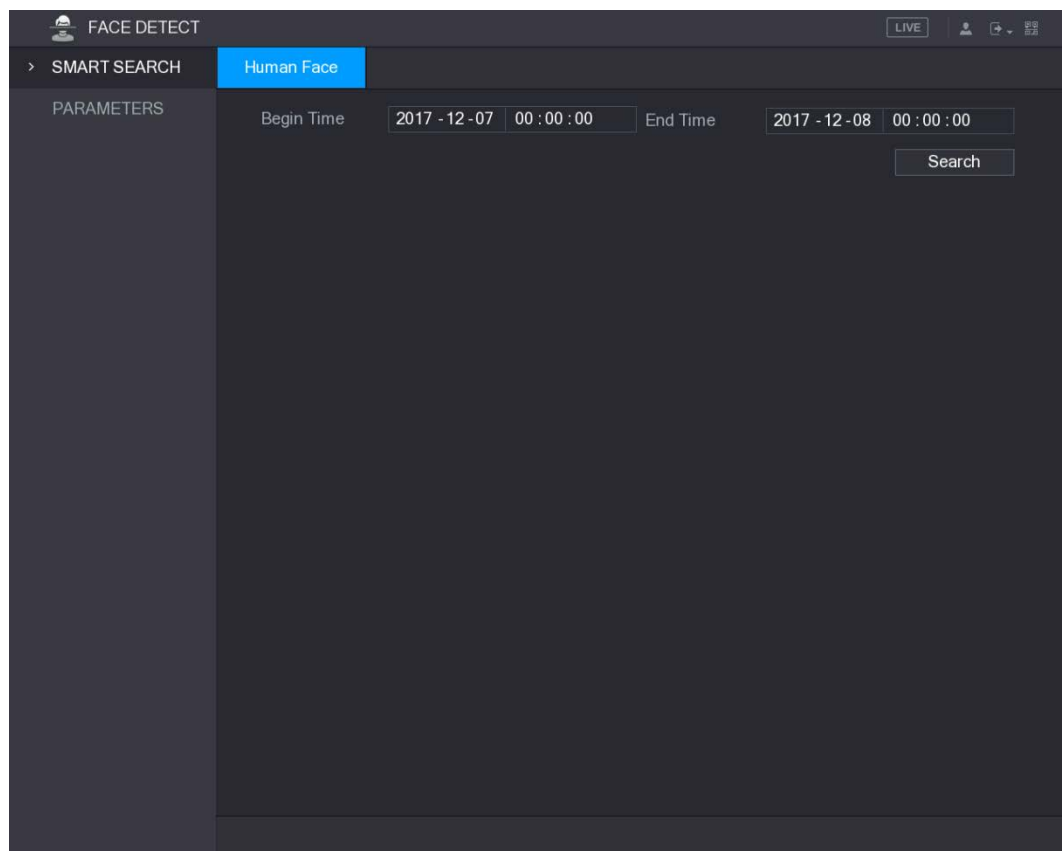 FACE DETECT LIVE
SMART SEARCH Human Face
PARAMETERS
Begin Time 2017 - 12 - 07 00 : 00 : 00 End Time 2017 - 12 - 08 00 : 00 : 00
Search